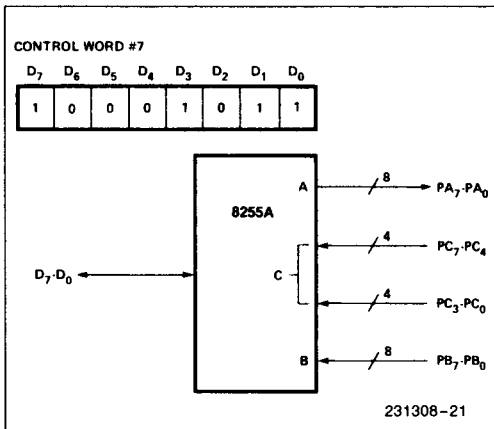 CONTROL WORD #7
D7 D6 D5 D4 D3 D2 D1 D0
1 0 0 0 1 0 1 1
8255A
A
8
PA7-PA0
4
PC7-PC4
D7-D0
C
4
PC3-PC0
B
8
PB7-PB0
231308-21